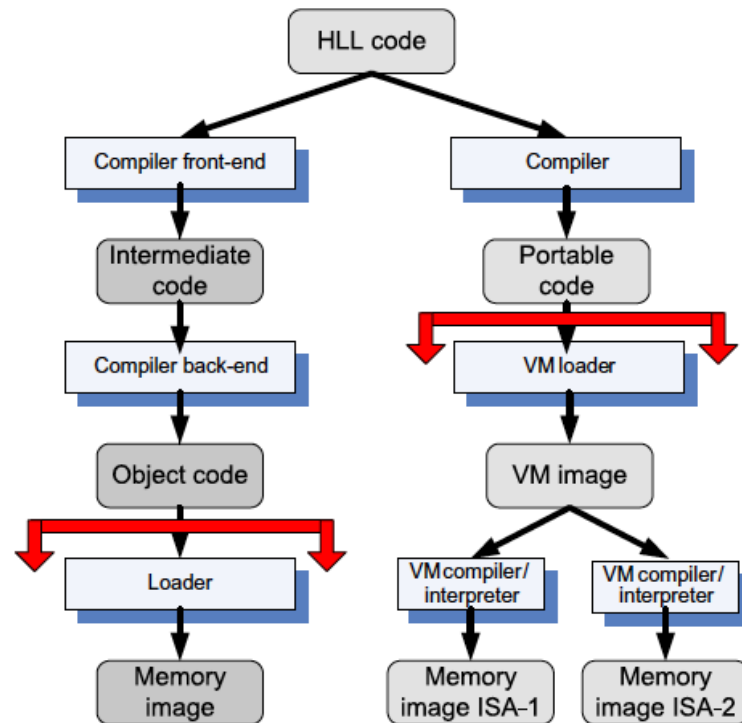 HLL code
Compiler front-end
Compiler
Intermediate
code
Portable
code
Compiler back-end
VM loader
Object code
VM image
Loader
VM compiler/
interpreter
VM compiler/
interpreter
Memory
image
Memory
image ISA-1
Memory
image ISA-2